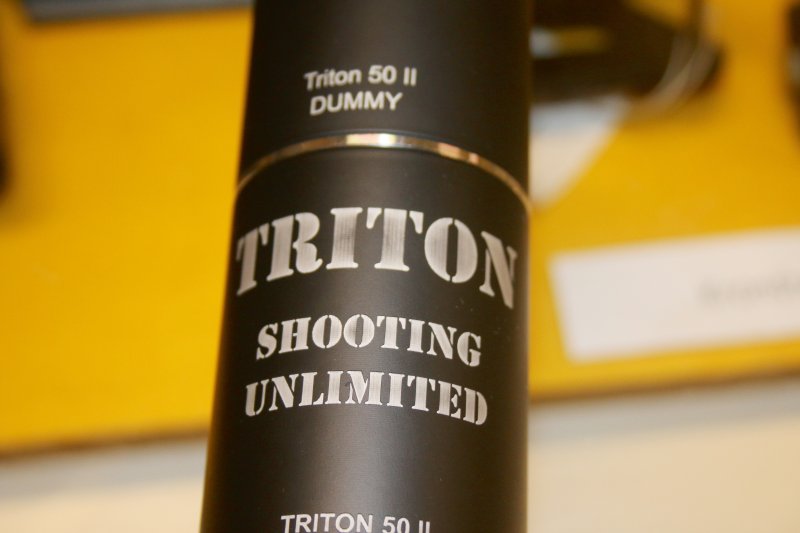 Triton 50 II
DUMMY
TRITON
SHOOTING
UNLIMITED
TRITON 50 II